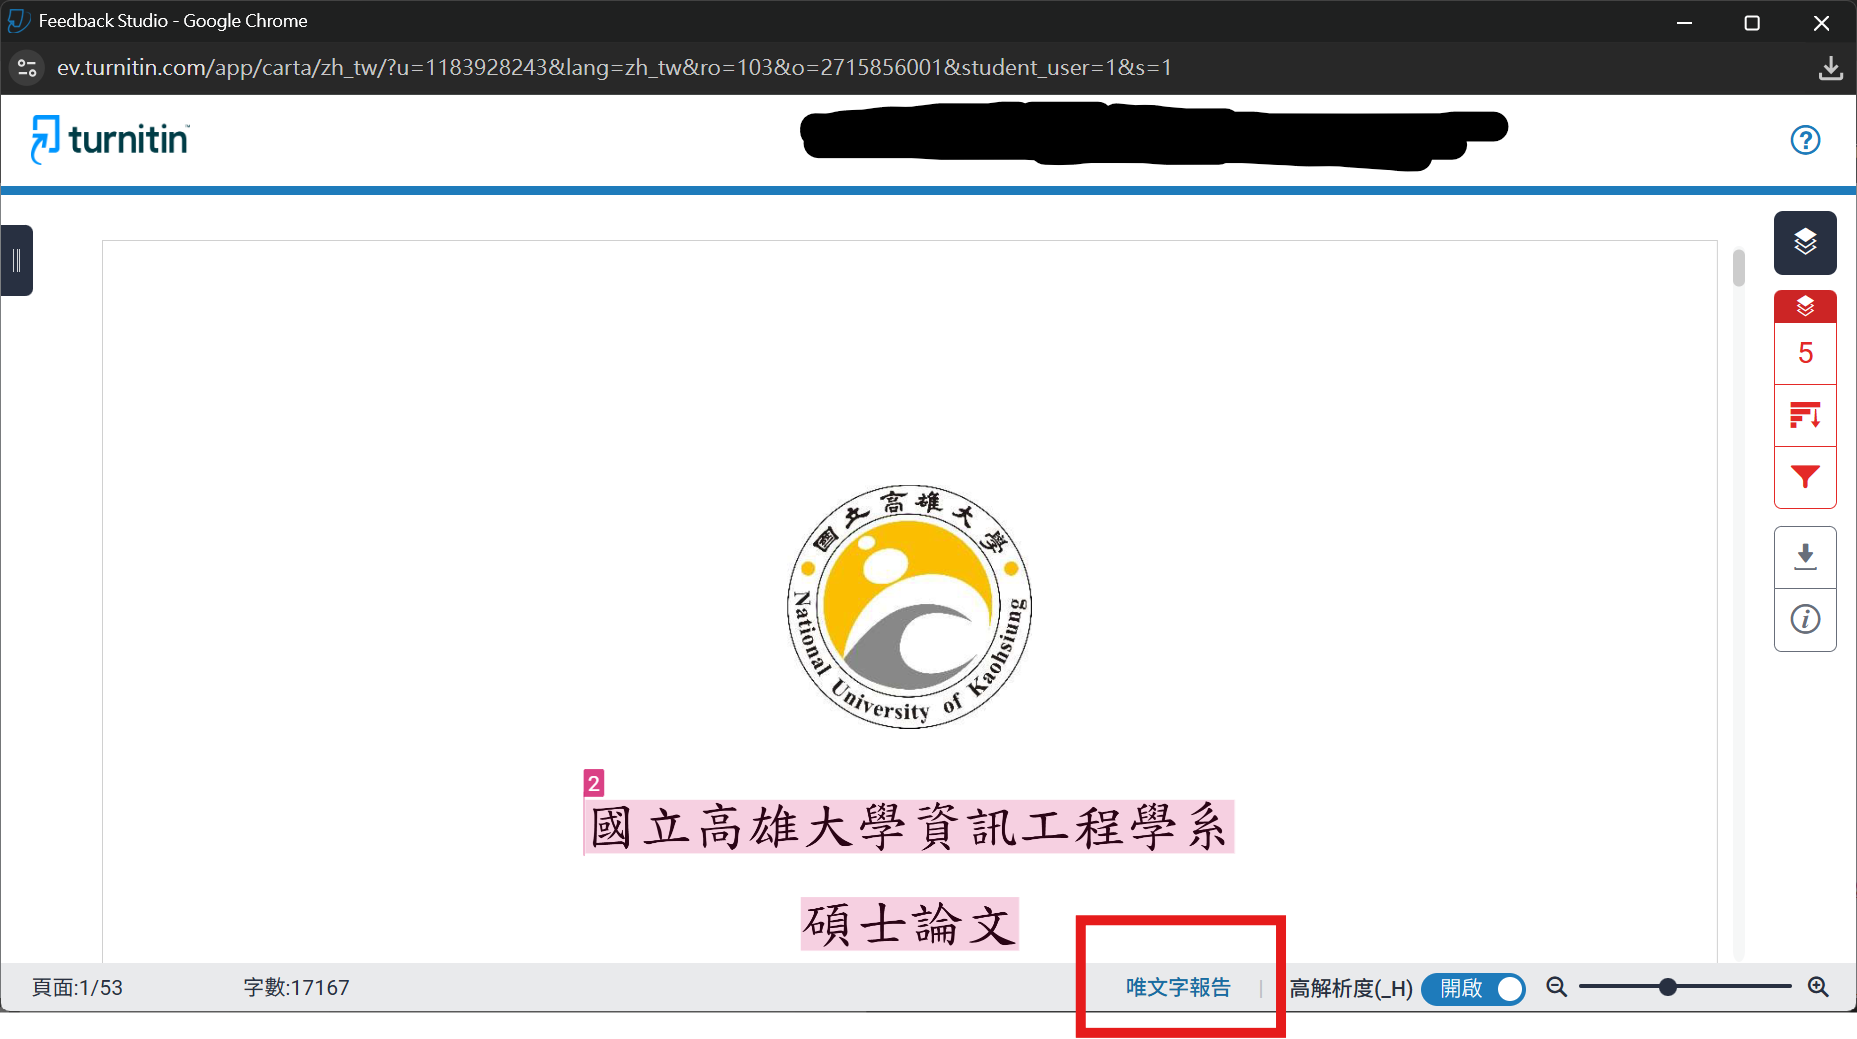 Feedback Studio - Google Chrome
ev.turnitin.com/app/carta/zh_tw/?u=1183928243&lang=zh_tw&ro=103&o=2715856001&student_user=1&s=1
turnitin™
5
國立高雄大學
National University of Kaohsiung
2
國立高雄大學資訊工程學系
碩士論文
頁面:1/53 字數:17167 唯文字報告 | 高解析度(_H) 開啟